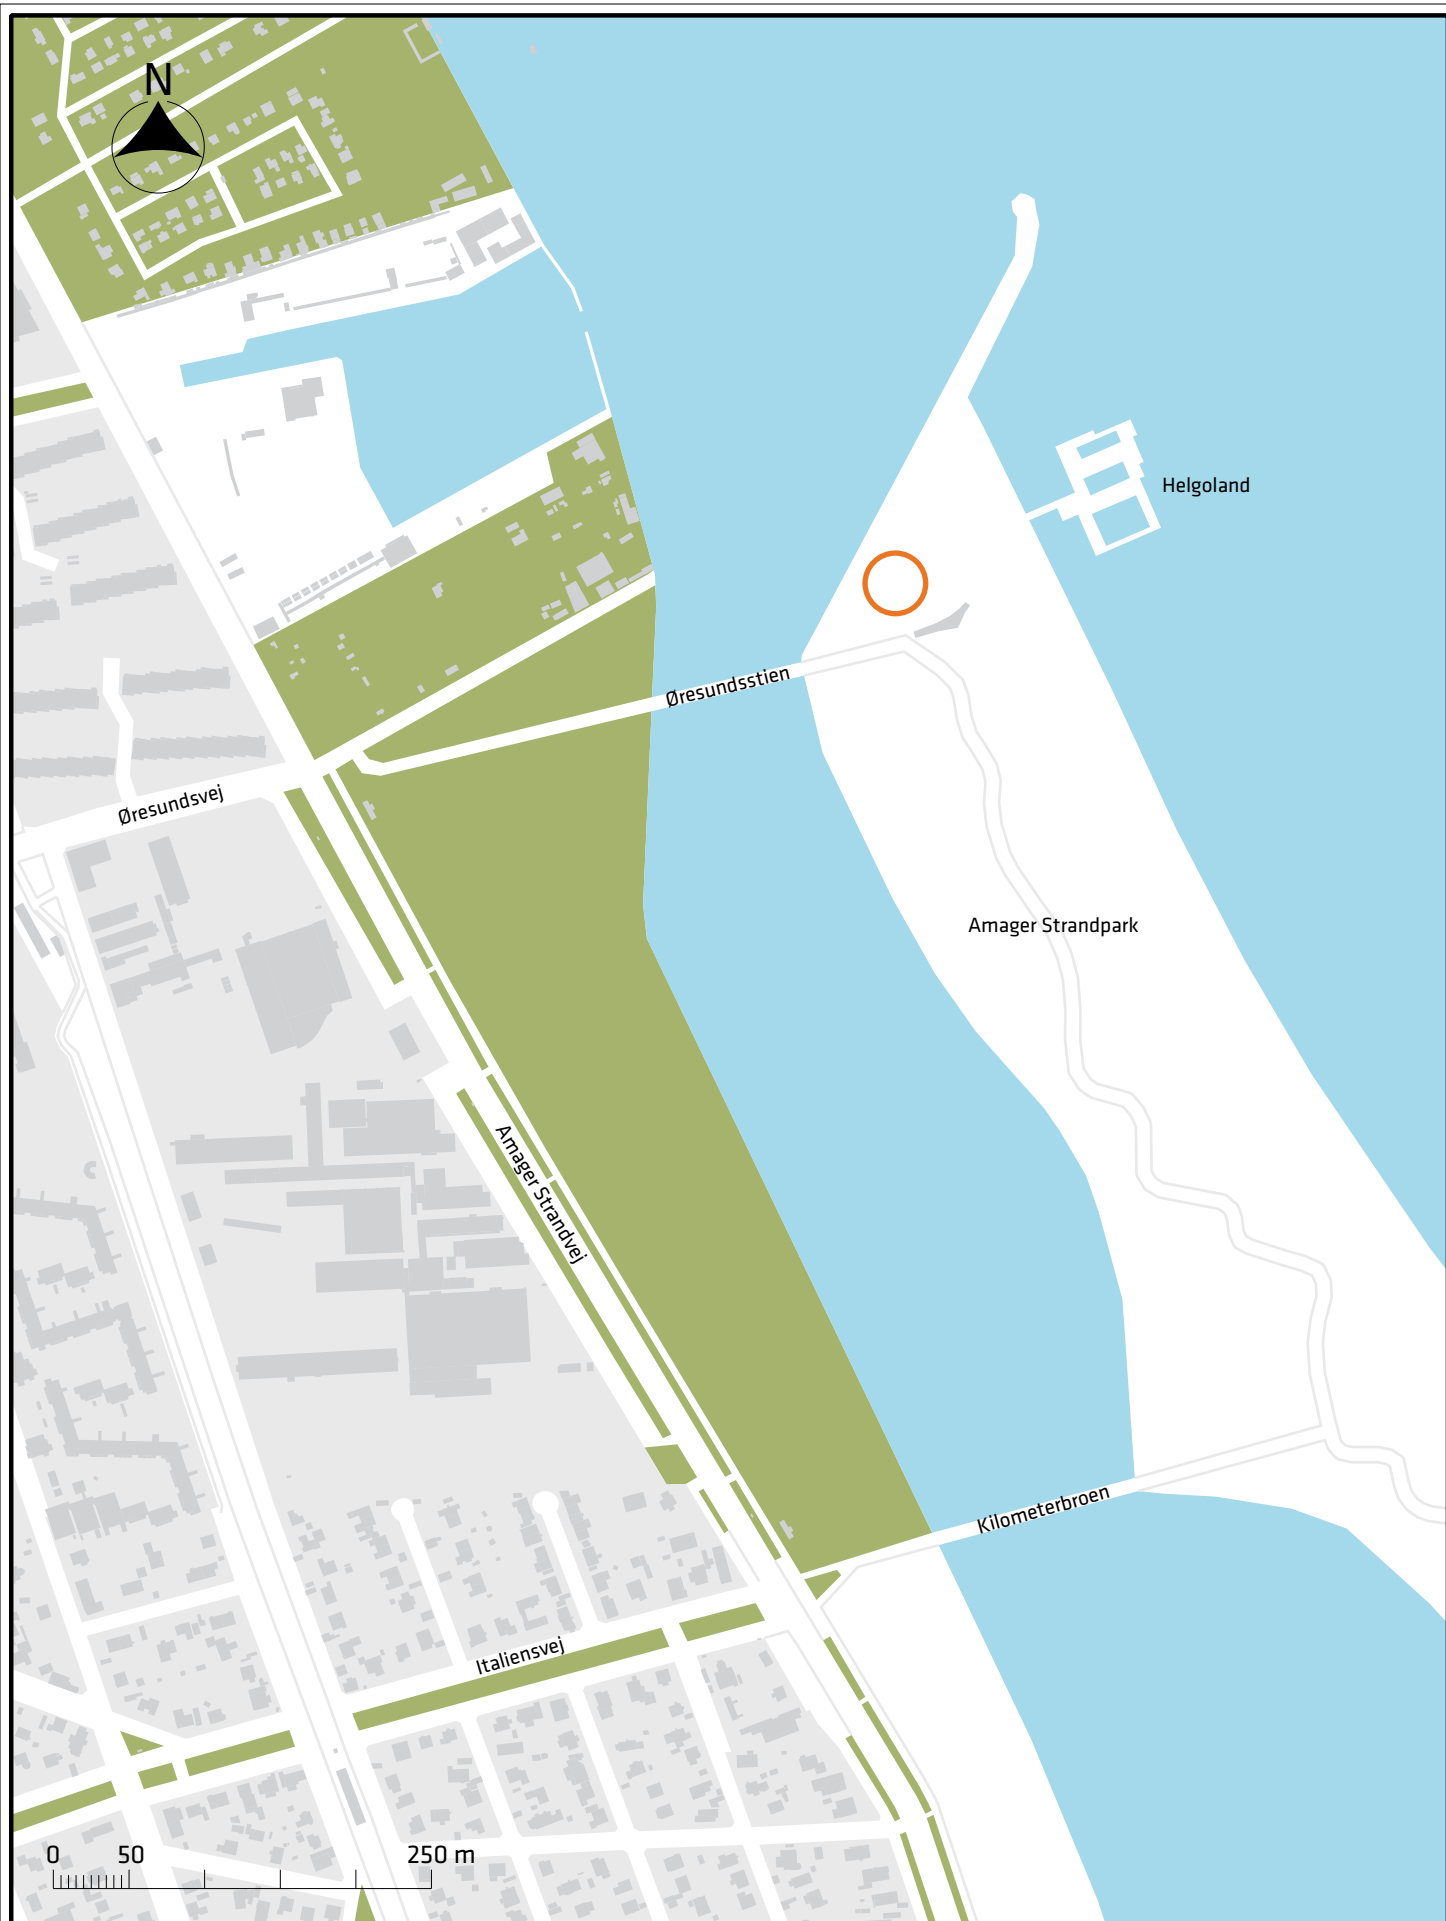 N
Helgoland
Øresundsstien
Øresundsvej
Amager Strandpark
Amager Strandvej
Kilometerbroen
Italiensvej
0 50 250 m